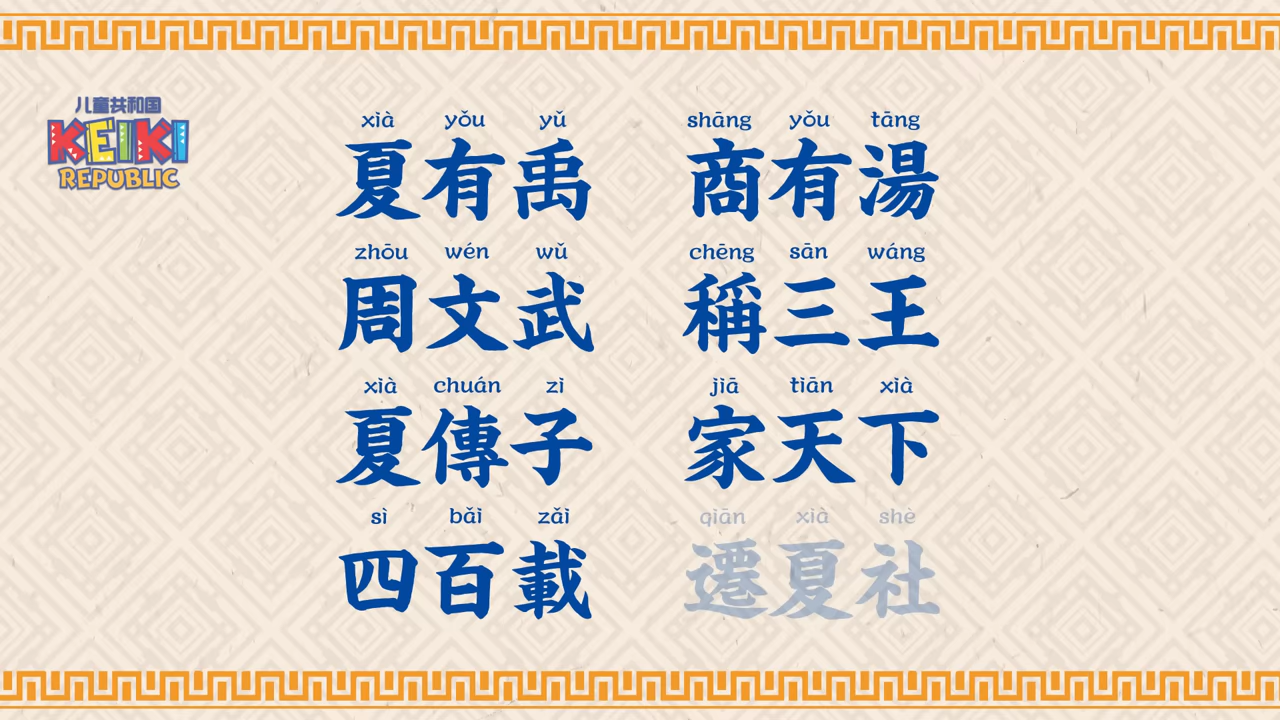 儿童共和国
KEIKI
REPUBLIC
xià yǒu yǔ shāng yǒu tāng
夏有禹 商有湯
zhōu wén wǔ chēng sān wáng
周文武 稱三王
xià chuán zǐ jiā tiān xià
夏傳子 家天下
sì bǎi zǎi qiān xià shè
四百載 遷夏社